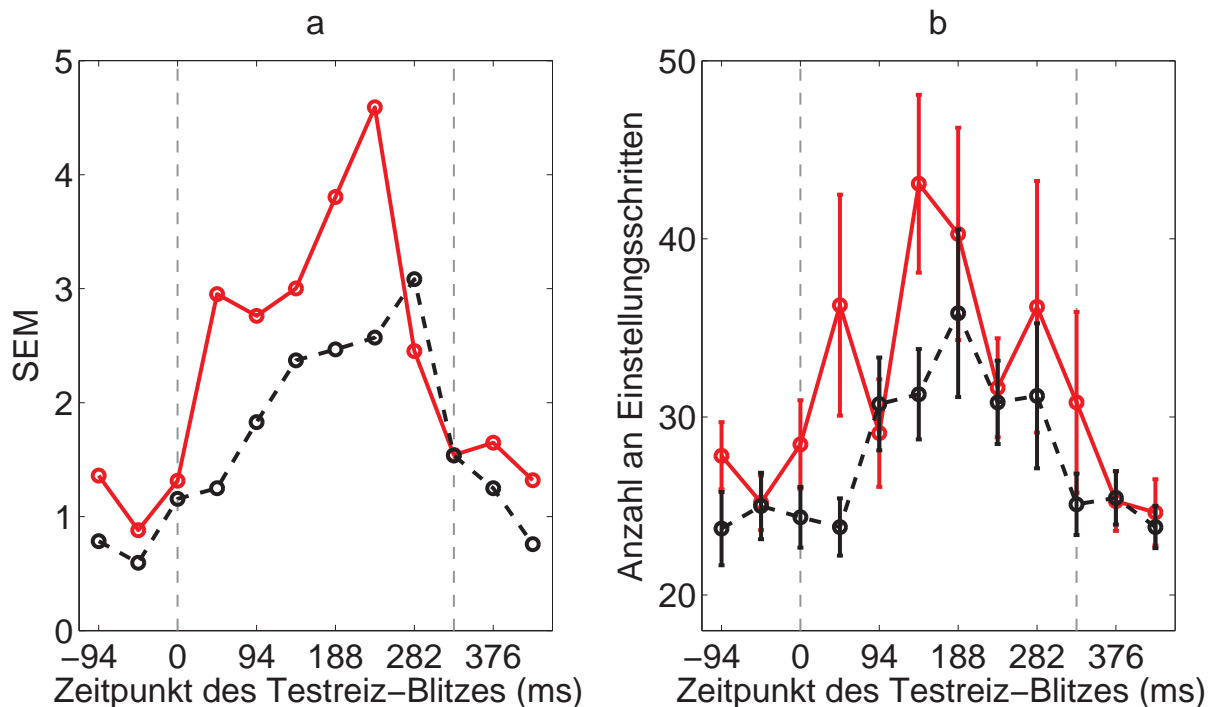 a
5
4
3
2
1
0
SEM
−94 0 94 188 282 376
Zeitpunkt des Testreiz−Blitzes (ms)
b
50
40
30
20
Anzahl an Einstellungsschritten
−94 0 94 188 282 376
Zeitpunkt des Testreiz−Blitzes (ms)